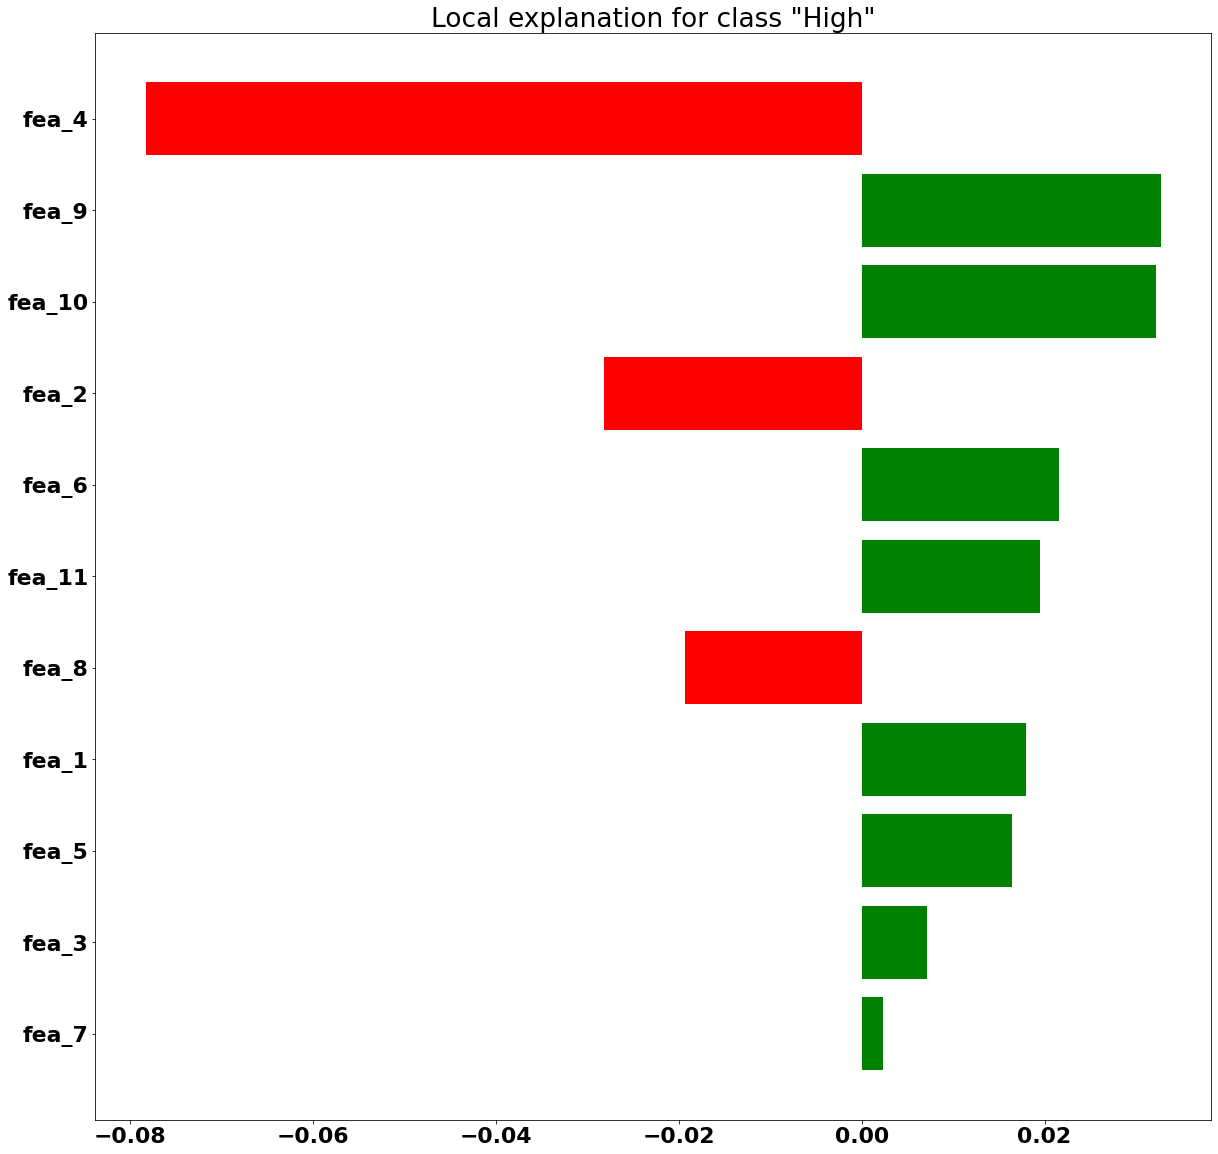 Local explanation for class "High"
fea_4
fea_9
fea_10
fea_2
fea_6
fea_11
fea_8
fea_1
fea_5
fea_3
fea_7
−0.08 −0.06 −0.04 −0.02 0.00 0.02